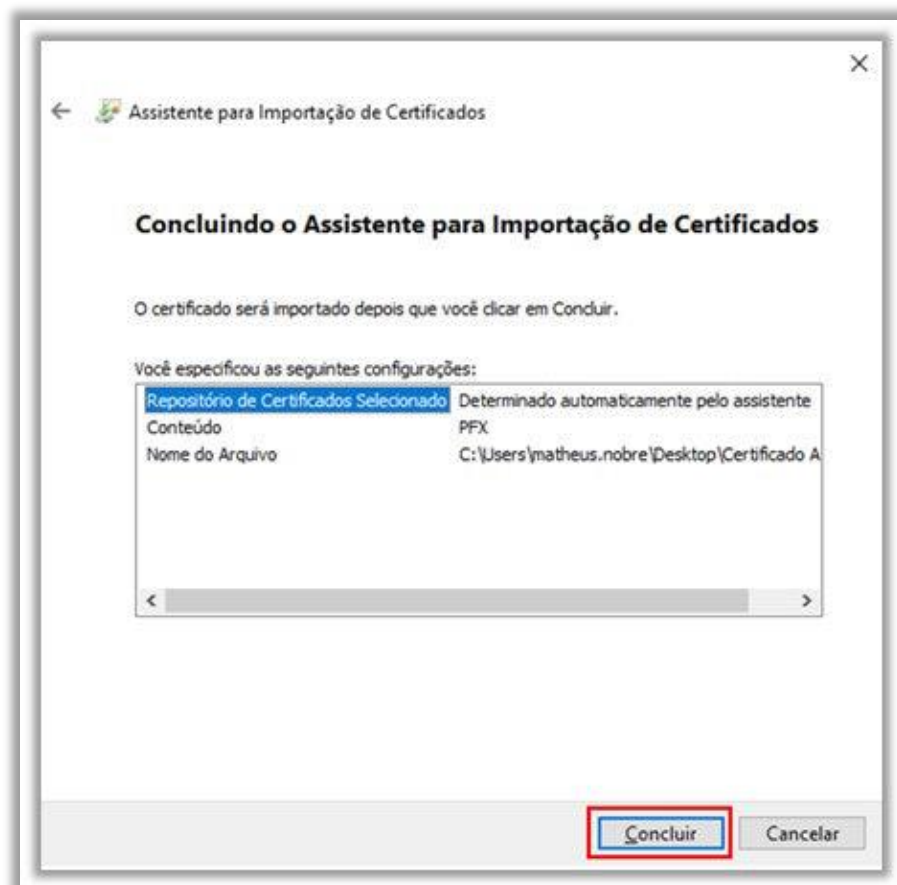 Assistente para Importação de Certificados
Concluindo o Assistente para Importação de Certificados
O certificado será importado depois que você clicar em Concluir.
Você especificou as seguintes configurações:
Repositório de Certificados Selecionado Determinado automaticamente pelo assistente
Conteúdo PFX
Nome do Arquivo C:\Users\matheus.nobre\Desktop\Certificado A
Concluir Cancelar